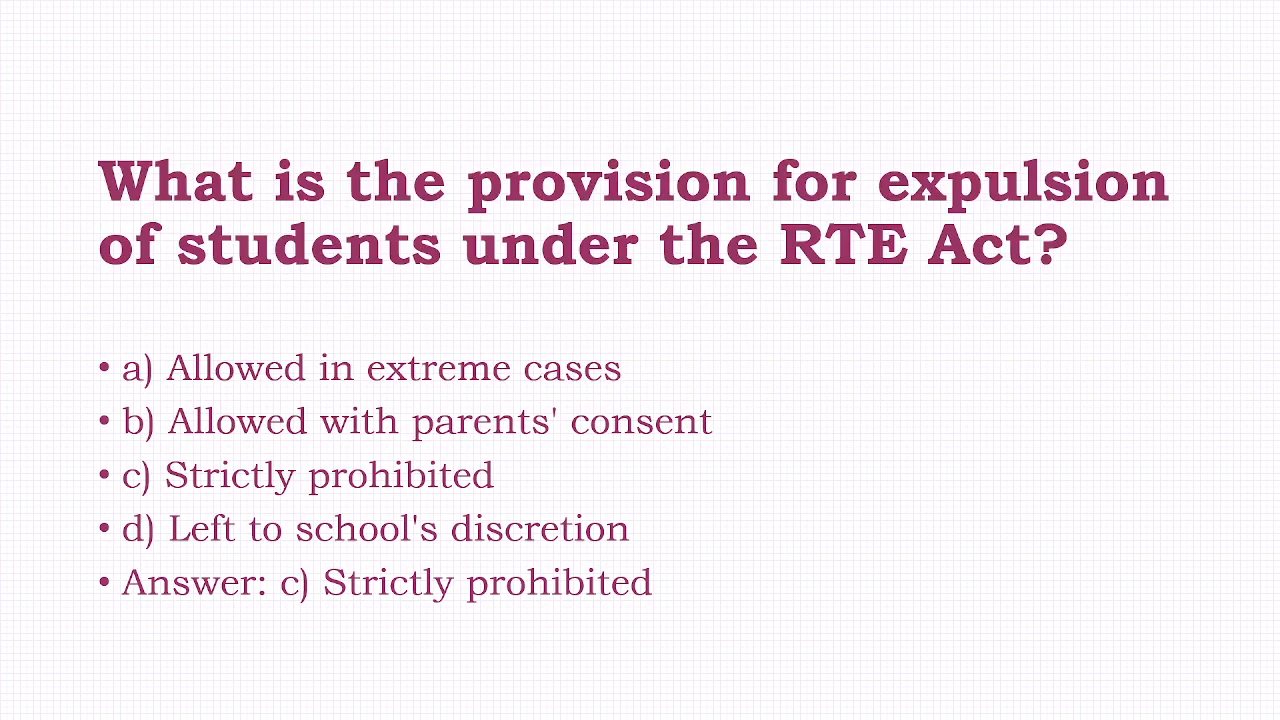 What is the provision for expulsion
of students under the RTE Act?
• a) Allowed in extreme cases
• b) Allowed with parents' consent
• c) Strictly prohibited
• d) Left to school's discretion
• Answer: c) Strictly prohibited